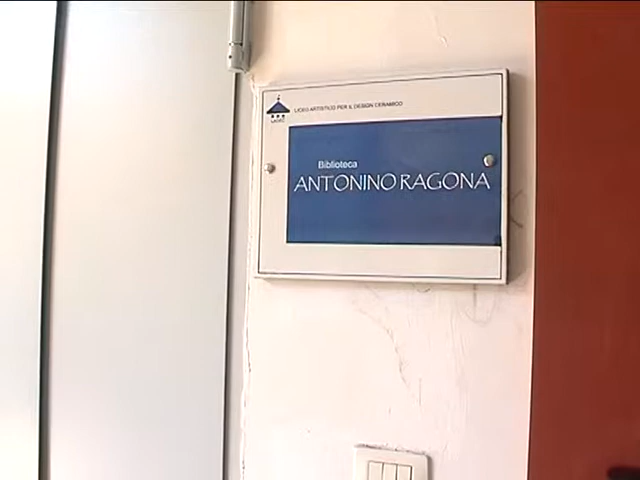 LICEO ARTISTICO PER IL DESIGN CERAMICO
Biblioteca
ANTONINO RAGONA